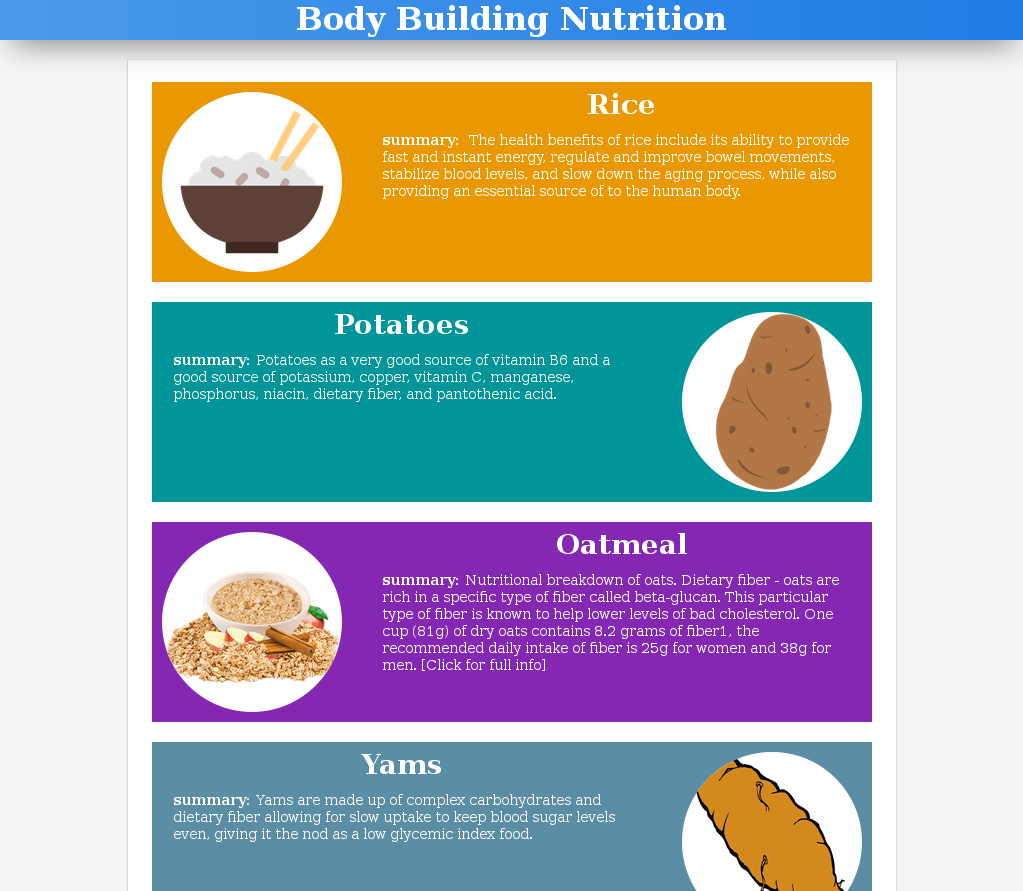 Body Building Nutrition
Rice
summary: The health benefits of rice include its ability to provide
fast and instant energy, regulate and improve bowel movements,
stabilize blood levels, and slow down the aging process, while also
providing an essential source of to the human body.
Potatoes
summary: Potatoes as a very good source of vitamin B6 and a
good source of potassium, copper, vitamin C, manganese,
phosphorus, niacin, dietary fiber, and pantothenic acid.
Oatmeal
summary: Nutritional breakdown of oats. Dietary fiber - oats are
rich in a specific type of fiber called beta-glucan. This particular
type of fiber is known to help lower levels of bad cholesterol. One
cup (81g) of dry oats contains 8.2 grams of fiber1, the
recommended daily intake of fiber is 25g for women and 38g for
men. [Click for full info]
Yams
summary: Yams are made up of complex carbohydrates and
dietary fiber allowing for slow uptake to keep blood sugar levels
even, giving it the nod as a low glycemic index food.